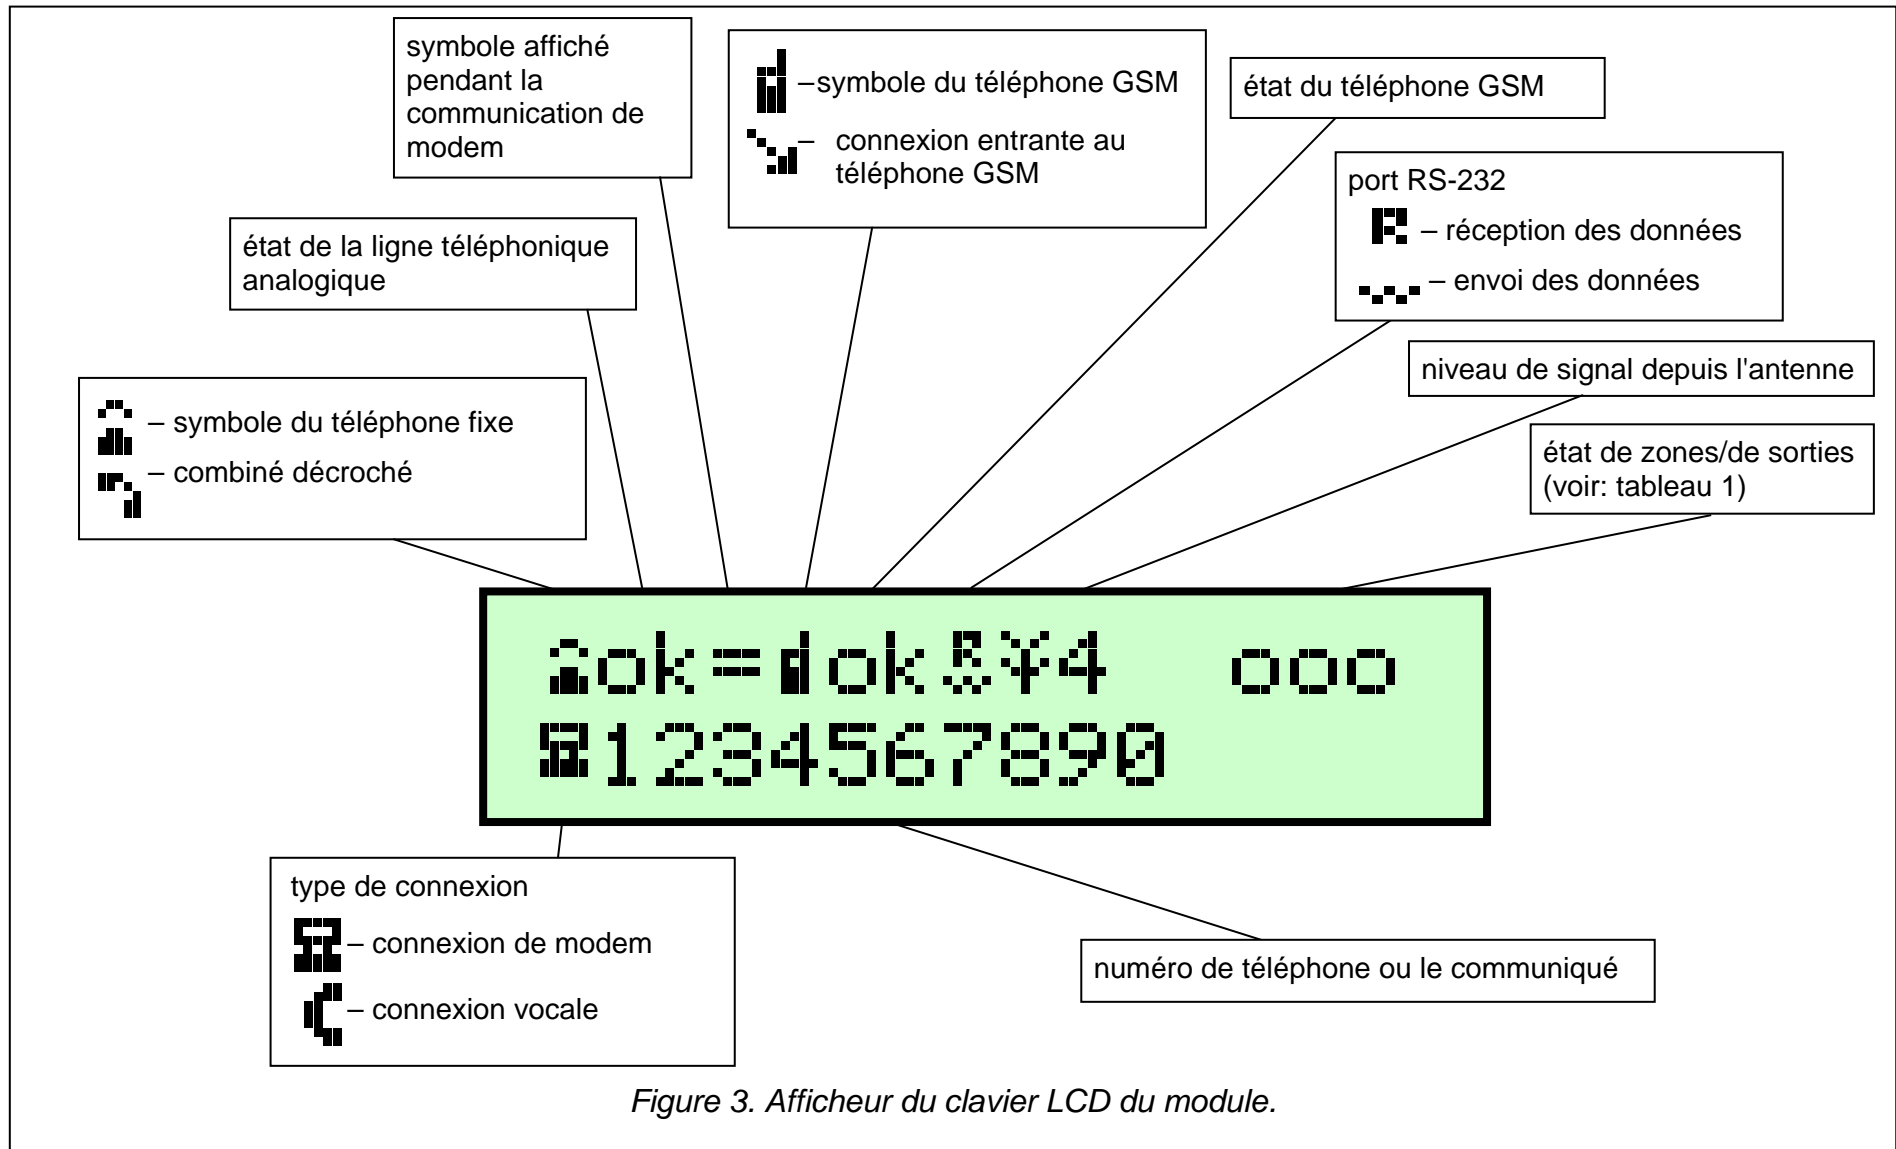 symbole affiché
pendant la
communication de
modem
–symbole du téléphone GSM
– connexion entrante au
téléphone GSM
état du téléphone GSM
port RS-232
– réception des données
– envoi des données
état de la ligne téléphonique
analogique
niveau de signal depuis l'antenne
– symbole du téléphone fixe
– combiné décroché
état de zones/de sorties
(voir: tableau 1)
ok=ok 4 ooo
1234567890
type de connexion
– connexion de modem
– connexion vocale
numéro de téléphone ou le communiqué
Figure 3. Afficheur du clavier LCD du module.